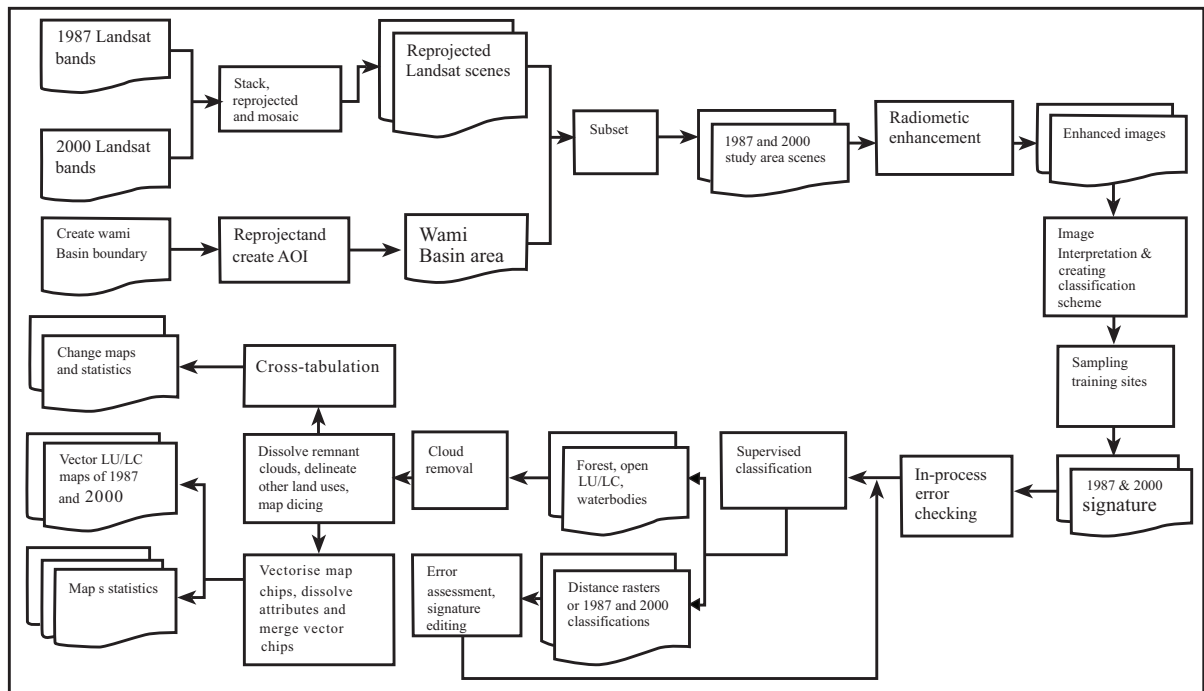 1987 Landsat
bands
2000 Landsat
bands
Stack,
reprojected
and mosaic
Reprojected
Landsat scenes
Create wami
Basin boundary
Reprojectand
create AOI
Wami
Basin area
Subset
1987 and 2000
study area scenes
Radiometic
enhancement
Enhanced images
Image
Interpretation &
creating
classification
scheme
Sampling
training sites
1987 & 2000
signature
In-process
error
checking
Supervised
classification
Forest, open
LU/LC,
waterbodies
Distance rasters
or 1987 and 2000
classifications
Error
assessment,
signature
editing
Cloud
removal
Dissolve remnant
clouds, delineate
other land uses,
map dicing
Cross-tabulation
Change maps
and statistics
Vectorise map
chips, dissolve
attributes and
merge vector
chips
Vector LU/LC
maps of 1987
and 2000
Map s statistics